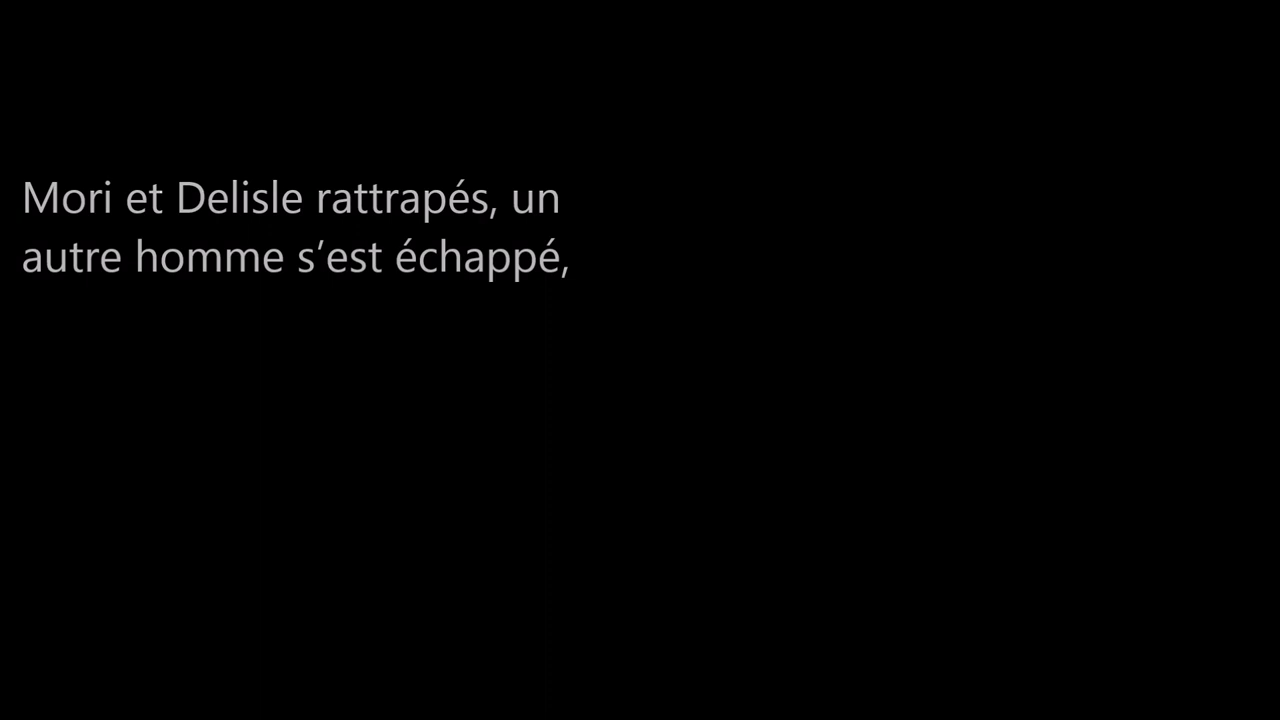 Mori et Delisle rattrapés, un
autre homme s’est échappé,